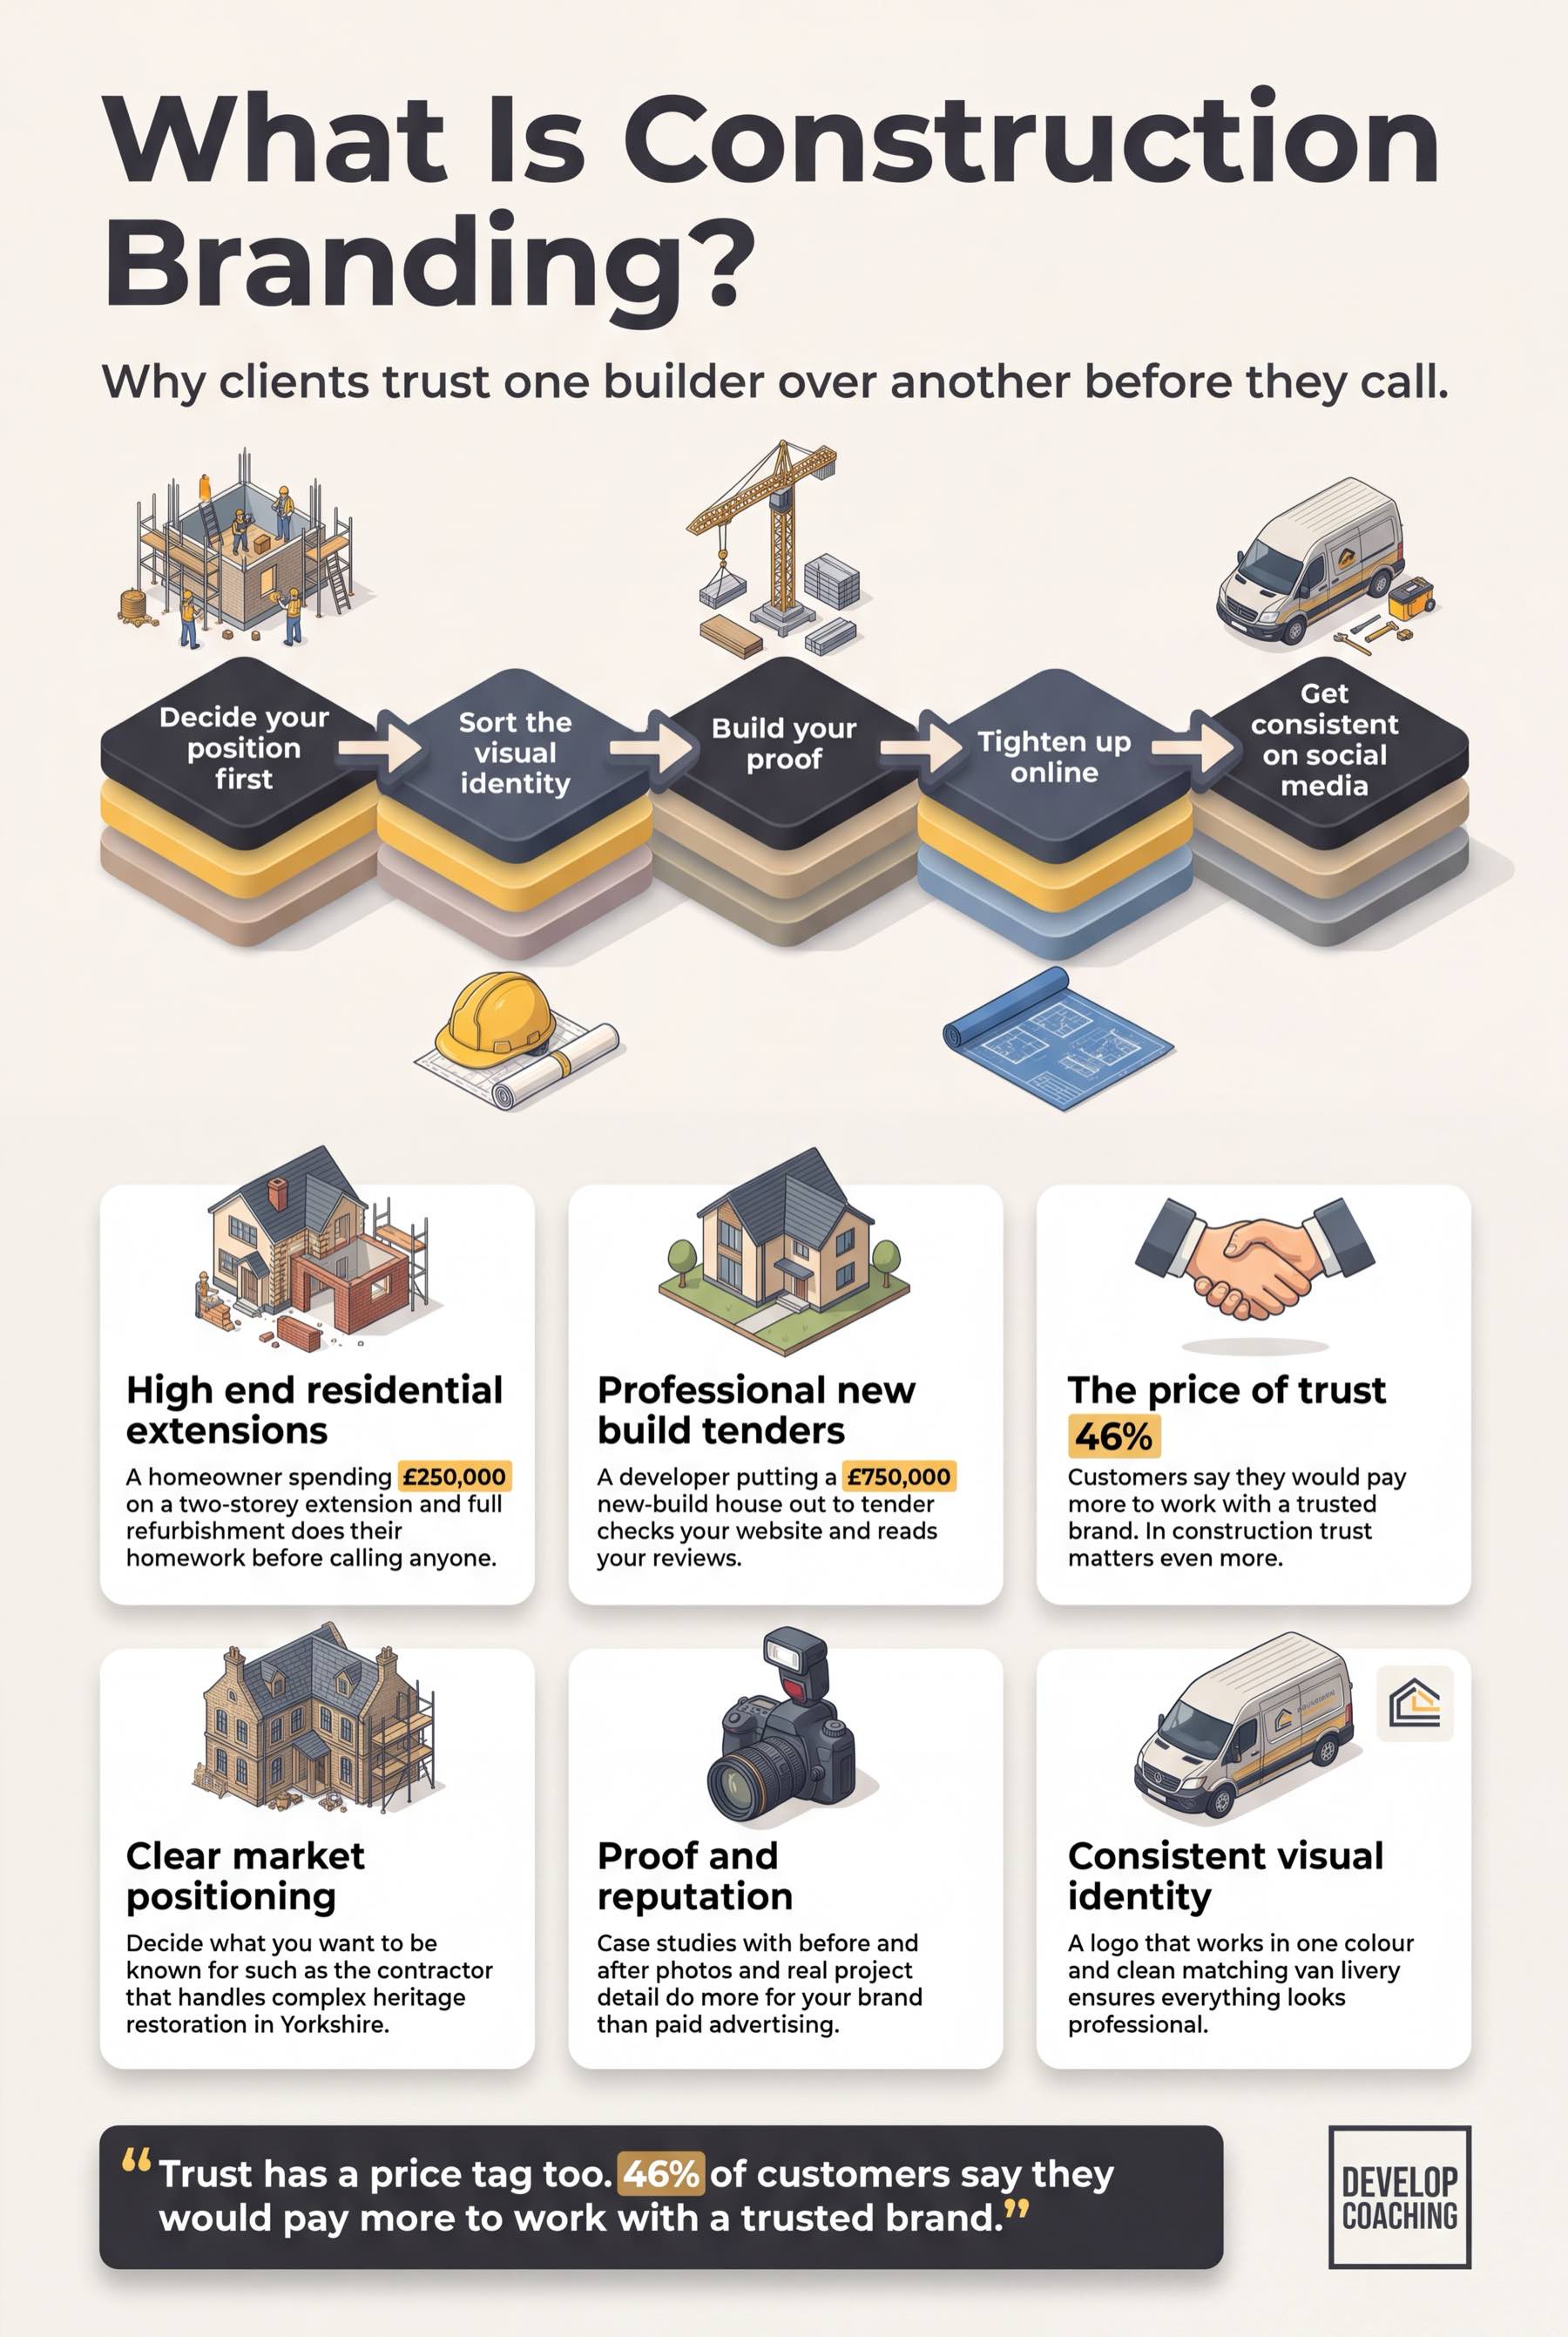 What Is Construction
Branding?
Why clients trust one builder over another before they call.
Decide your
position
first
Sort the
visual
identity
Build your
proof
Tighten up
online
Get
consistent
on social
media
High end residential
extensions
A homeowner spending £250,000
on a two-storey extension and full
refurbishment does their
homework before calling anyone.
Professional new
build tenders
A developer putting a £750,000
new-build house out to tender
checks your website and reads
your reviews.
The price of trust
46%
Customers say they would pay
more to work with a trusted
brand. In construction trust
matters even more.
Clear market
positioning
Decide what you want to be
known for such as the contractor
that handles complex heritage
restoration in Yorkshire.
Proof and
reputation
Case studies with before and
after photos and real project
detail do more for your brand
than paid advertising.
Consistent visual
identity
A logo that works in one colour
and clean matching van livery
ensures everything looks
professional.
“Trust has a price tag too. 46% of customers say they
would pay more to work with a trusted brand.”
DEVELOP
COACHING